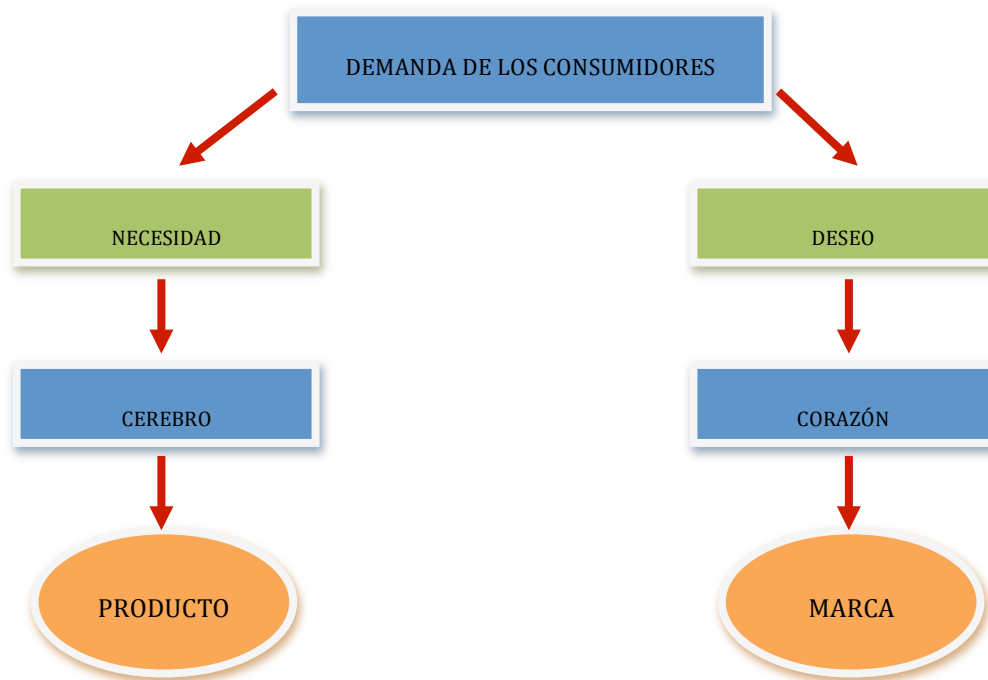 DEMANDA DE LOS CONSUMIDORES
NECESIDAD
DESEO
CEREBRO
CORAZÓN
PRODUCTO
MARCA